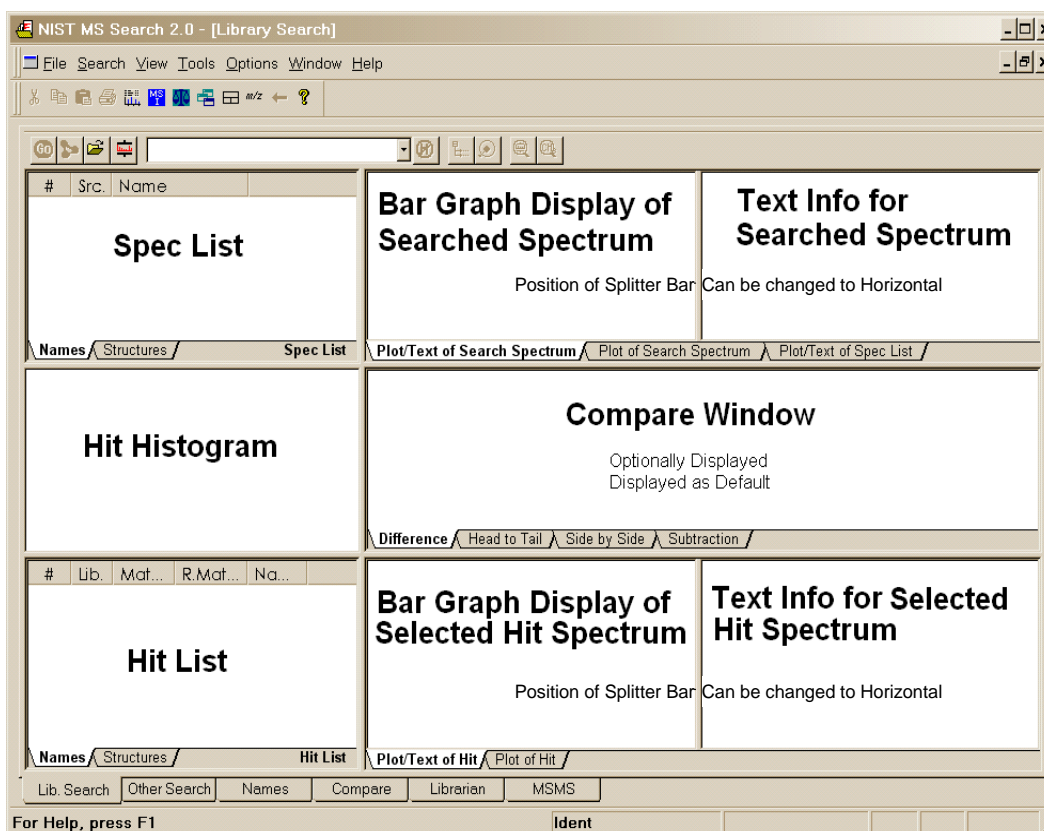 NIST MS Search 2.0 - [Library Search]
File Search View Tools Options Window Help
MS
m/z
?
GO
# Src. Name
Spec List
Names Structures Spec List
Bar Graph Display of
Searched Spectrum
Text Info for
Searched Spectrum
Position of Splitter Bar Can be changed to Horizontal
Plot/Text of Search Spectrum Plot of Search Spectrum Plot/Text of Spec List
Hit Histogram
Compare Window
Optionally Displayed
Displayed as Default
Difference Head to Tail Side by Side Subtraction
# Lib. Mat... R.Mat... Na...
Hit List
Names Structures Hit List
Bar Graph Display of
Selected Hit Spectrum
Text Info for Selected
Hit Spectrum
Position of Splitter Bar Can be changed to Horizontal
Plot/Text of Hit Plot of Hit
Lib. Search Other Search Names Compare Librarian MSMS
For Help, press F1 Ident